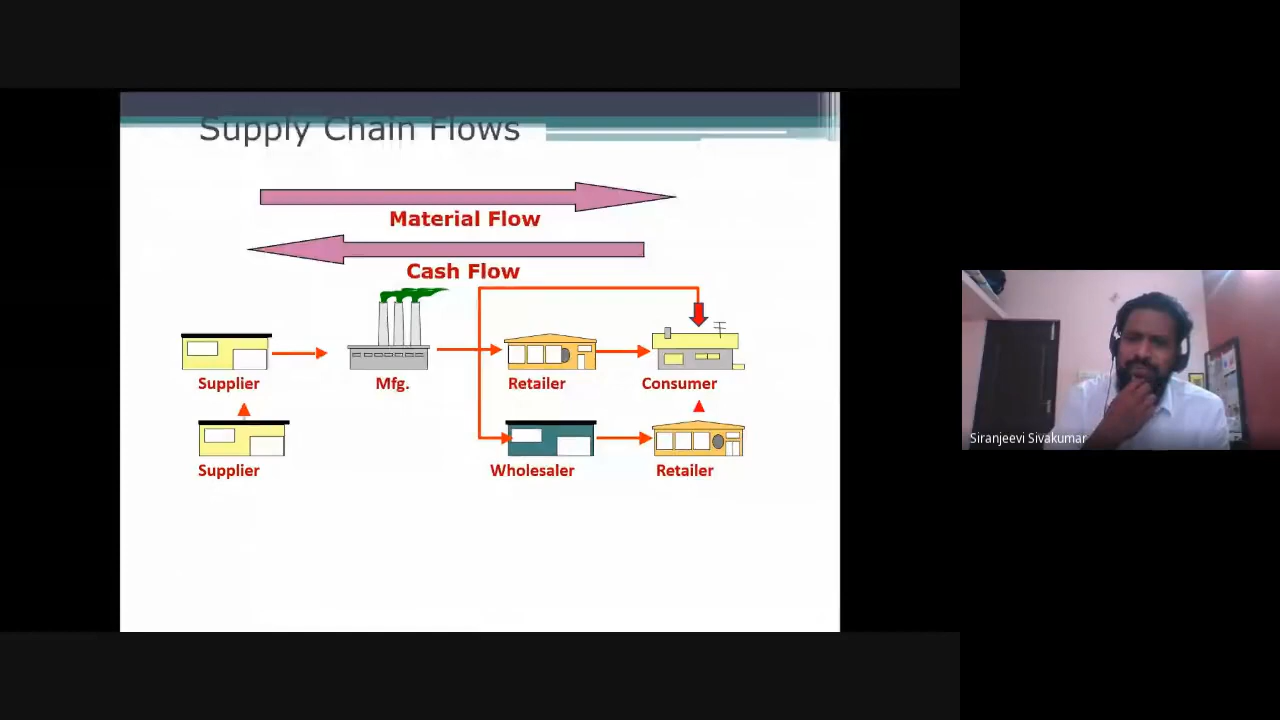 Supply Chain Flows
Material Flow
Cash Flow
Supplier
Mfg.
Retailer
Consumer
Supplier
Wholesaler
Retailer
Siranjeevi Sivakumar